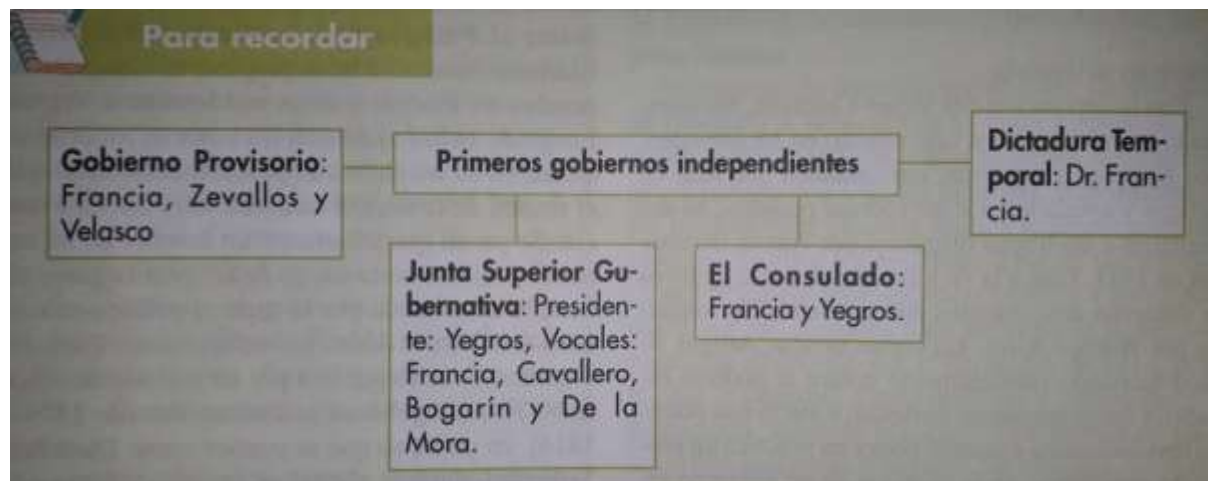 Para recordar
Gobierno Provisorio:
Francia, Zevallos y
Velasco
Primeros gobiernos independientes
Dictadura Tem-
poral: Dr. Fran-
cia.
Junta Superior Gu-
bernativa: Presiden-
te: Yegros, Vocales:
Francia, Cavallero,
Bogarín y De la
Mora.
El Consulado:
Francia y Yegros.